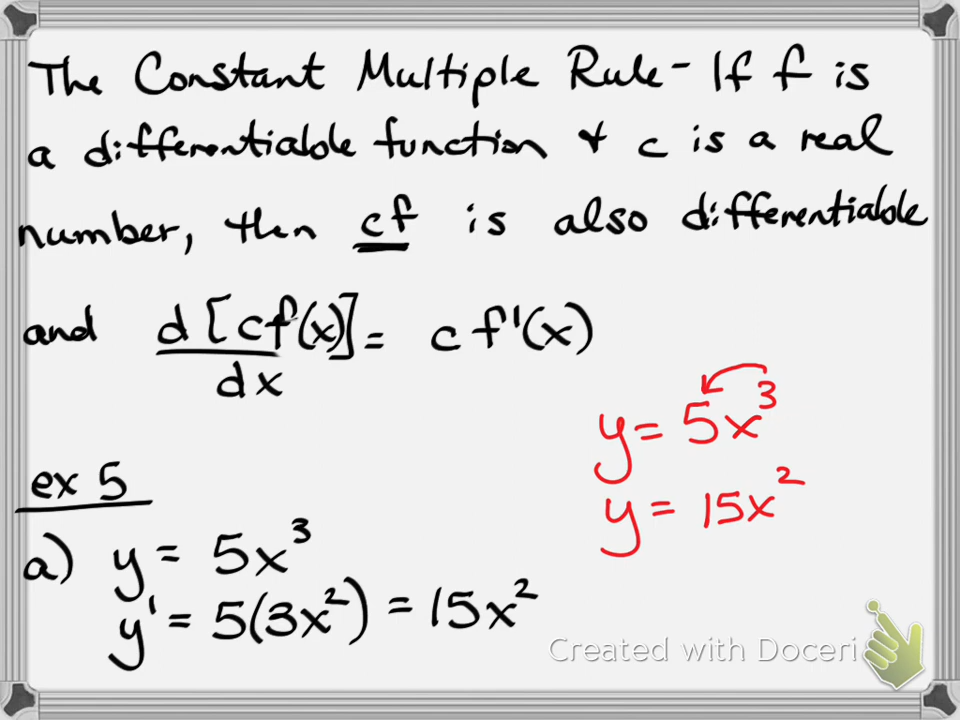 The Constant Multiple Rule - If f is
a differentiable function & c is a real
number, then cf is also differentiable
and d[cf(x)]/dx = cf'(x)
y = 5x³
y = 15x²
ex 5
a) y = 5x³
y' = 5(3x²) = 15x²
Created with Doceri